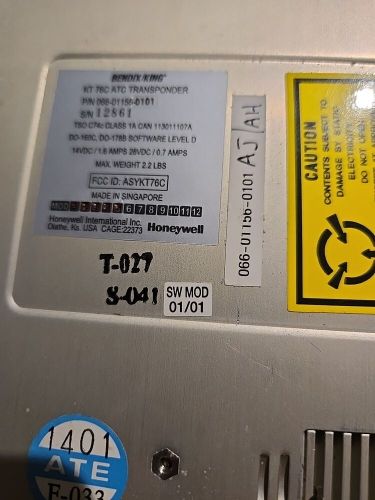 BENDIX/KING®
KT 76C ATC TRANSPONDER
P/N 066-01156-0101
S/N 12861
TSO C74c CLASS 1A CAN 113011107A
DO-160C, DO-178B SOFTWARE LEVEL D
14VDC / 1.6 AMPS 28VDC / 0.7 AMPS
MAX. WEIGHT 2.2 LBS
FCC ID: ASYKT76C
MADE IN SINGAPORE
MOD 6 7 8 9 10 11 12
Honeywell International Inc.
Olathe, Ks. USA CAGE:22373
Honeywell
T-027
S-041
SW MOD
01/01
066-01156-0101 AJ/AH
CAUTION
CONTENTS SUBJECT TO
DAMAGE BY STATIC
ELECTRI
DO NOT
1401
ATE
F-033